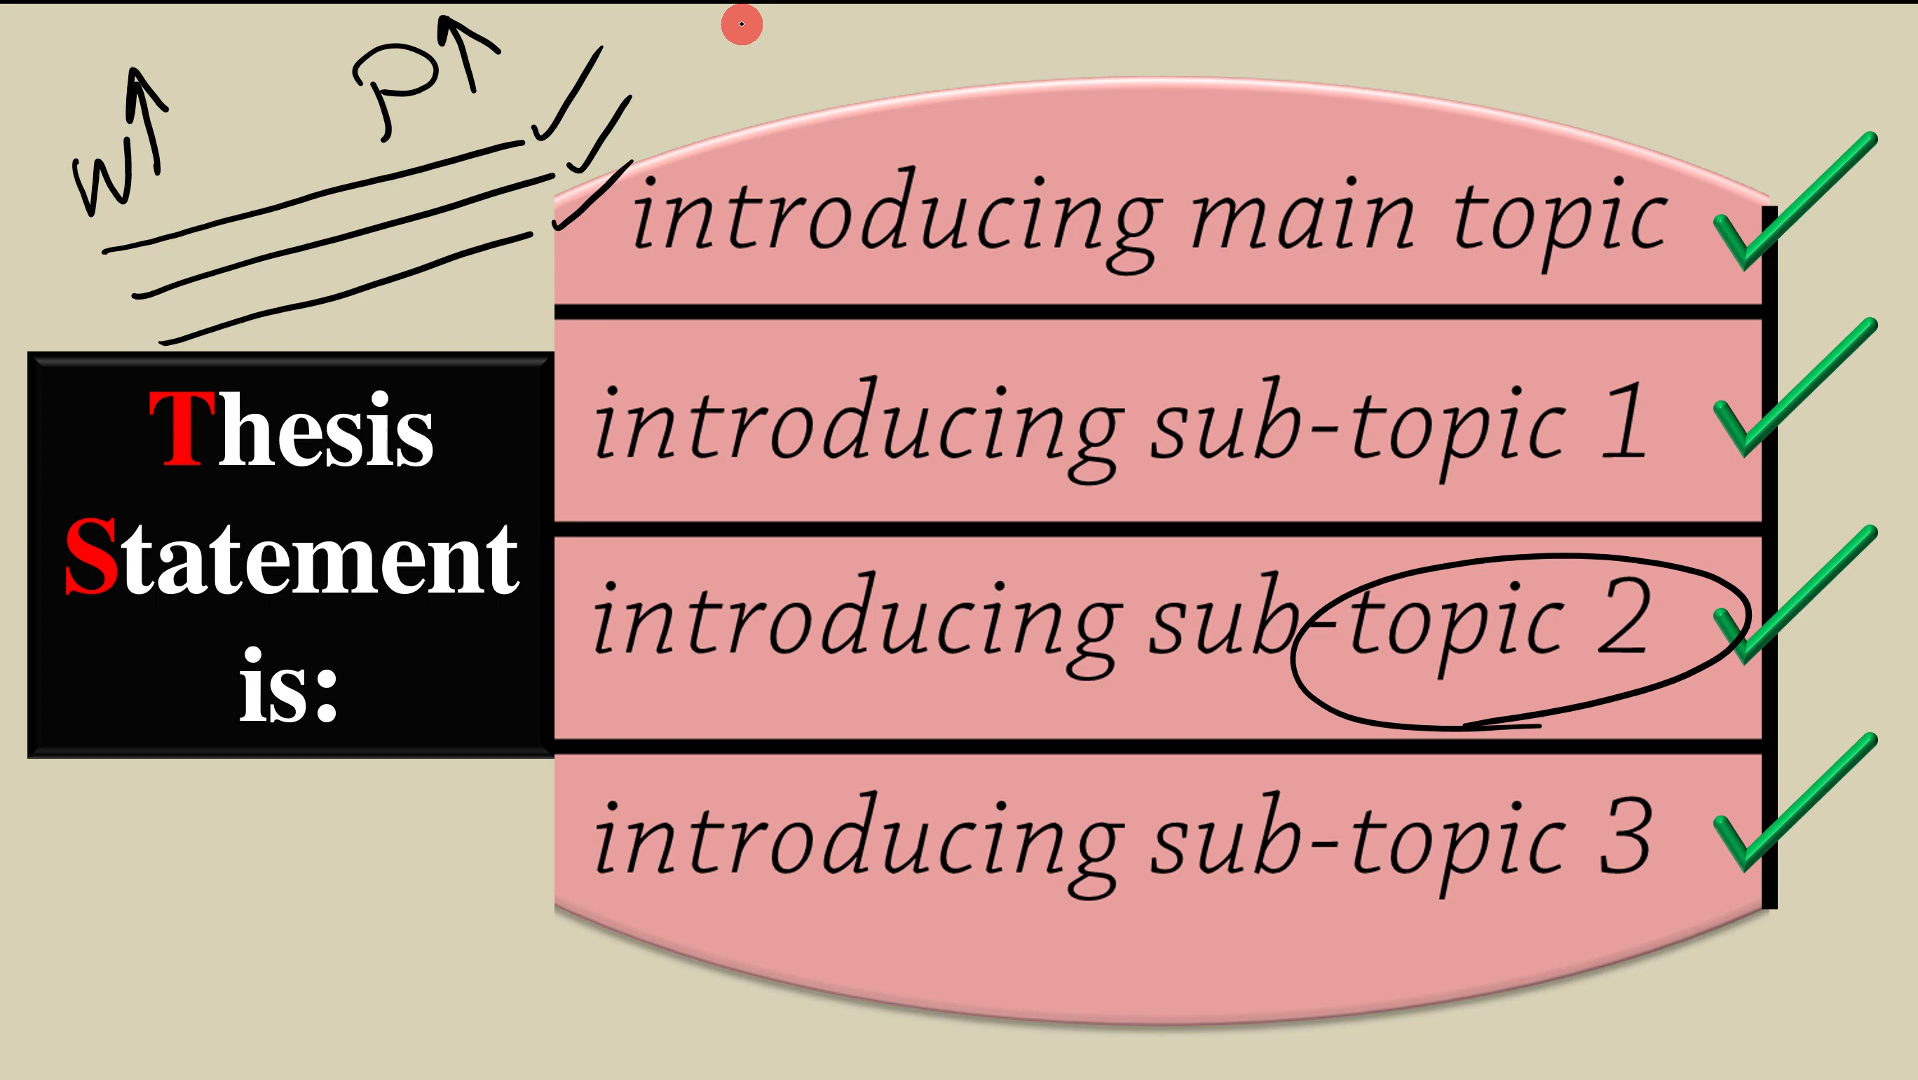 W↑
P↑
Thesis
Statement
is:
introducing main topic
introducing sub-topic 1
introducing sub-topic 2
introducing sub-topic 3